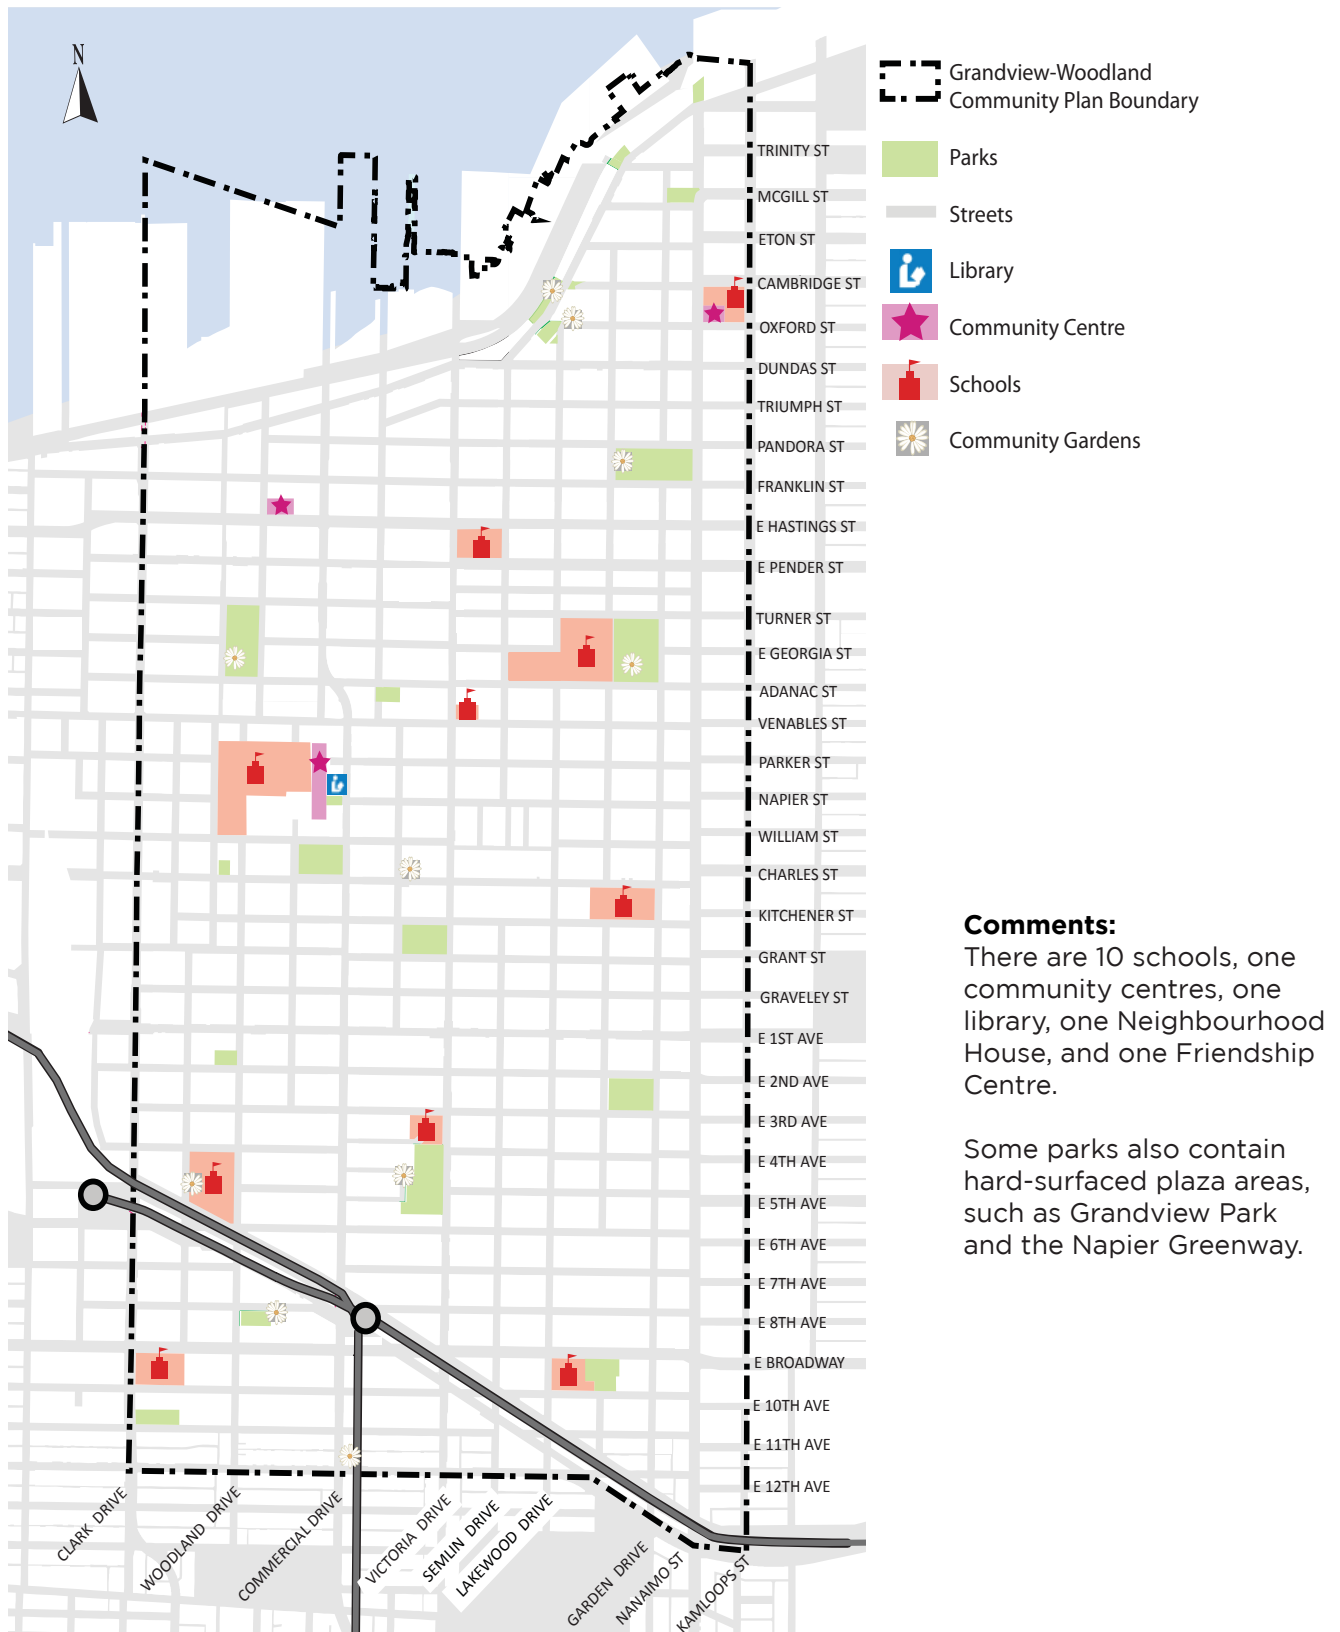 N
Grandview-Woodland
Community Plan Boundary
Parks
Streets
Library
Community Centre
Schools
Community Gardens
TRINITY ST
MCGILL ST
ETON ST
CAMBRIDGE ST
OXFORD ST
DUNDAS ST
TRIUMPH ST
PANDORA ST
FRANKLIN ST
E HASTINGS ST
E PENDER ST
TURNER ST
E GEORGIA ST
ADANAC ST
VENABLES ST
PARKER ST
NAPIER ST
WILLIAM ST
CHARLES ST
KITCHENER ST
GRANT ST
GRAVELEY ST
E 1ST AVE
E 2ND AVE
E 3RD AVE
E 4TH AVE
E 5TH AVE
E 6TH AVE
E 7TH AVE
E 8TH AVE
E BROADWAY
E 10TH AVE
E 11TH AVE
E 12TH AVE
CLARK DRIVE
WOODLAND DRIVE
COMMERCIAL DRIVE
VICTORIA DRIVE
SEMLIN DRIVE
LAKEWOOD DRIVE
GARDEN DRIVE
NANAIMO ST
KAMLOOPS ST
Comments:
There are 10 schools, one
community centres, one
library, one Neighbourhood
House, and one Friendship
Centre.
Some parks also contain
hard-surfaced plaza areas,
such as Grandview Park
and the Napier Greenway.